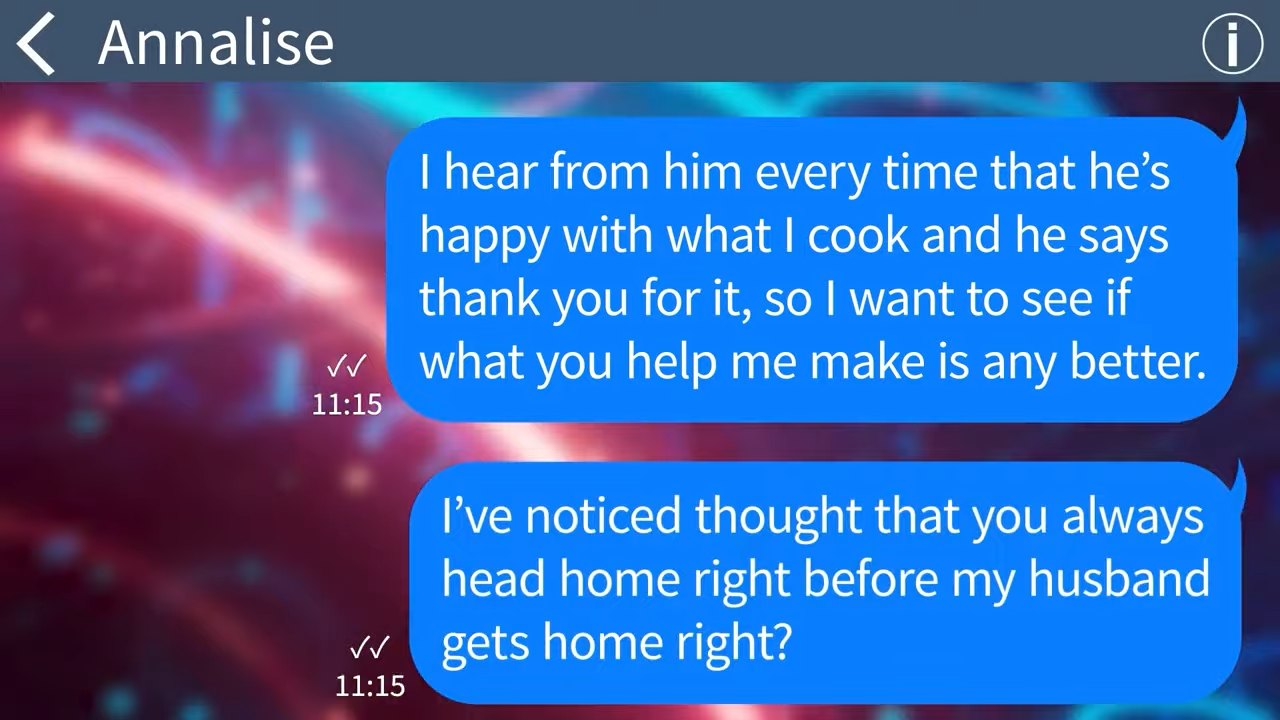 Annalise
I hear from him every time that he’s
happy with what I cook and he says
thank you for it, so I want to see if
what you help me make is any better.
11:15
I’ve noticed thought that you always
head home right before my husband
gets home right?
11:15